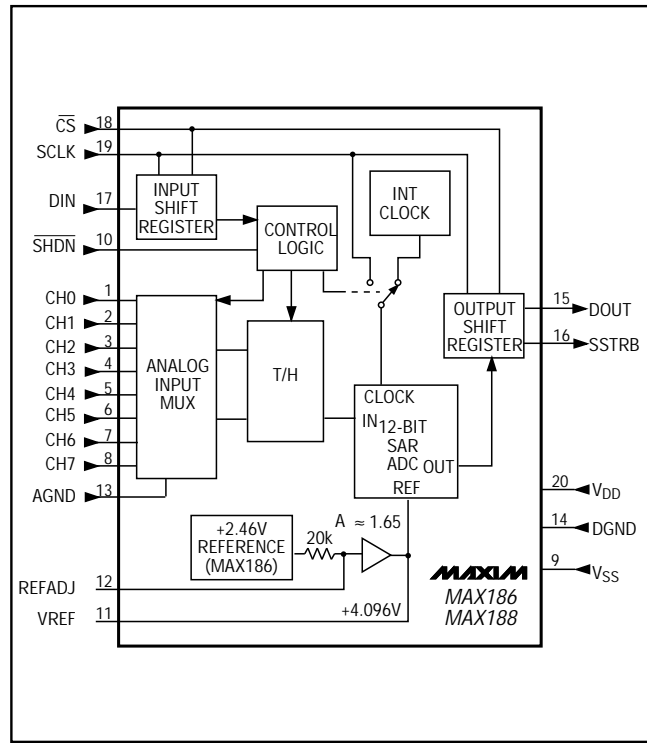 CS 18
SCLK 19
DIN 17
SHDN 10
CH0 1
CH1 2
CH2 3
CH3 4
CH4 5
CH5 6
CH6 7
CH7 8
AGND 13
REFADJ 12
VREF 11
INPUT
SHIFT
REGISTER
CONTROL
LOGIC
INT
CLOCK
ANALOG
INPUT
MUX
T/H
CLOCK
IN 12-BIT
SAR
ADC OUT
REF
OUTPUT
SHIFT
REGISTER
15 DOUT
16 SSTRB
20 VDD
14 DGND
9 VSS
+2.46V
REFERENCE
(MAX186)
20k
A ≈ 1.65
+4.096V
MAXIM
MAX186
MAX188